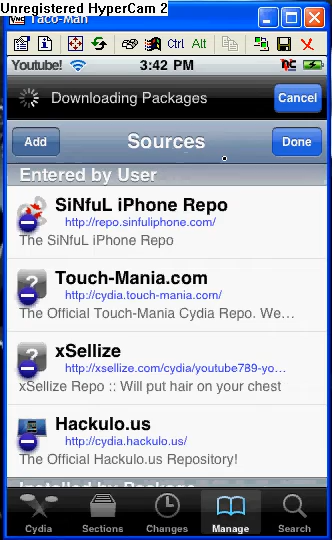 Unregistered HyperCam 2
Taco-Man
Ctrl Alt
Youtube! 3:42 PM
Downloading Packages Cancel
Add Sources Done
Entered by User
SiNfuL iPhone Repo
http://repo.sinfuliphone.com/
The SiNfuL iPhone Repo
Touch-Mania.com
http://cydia.touch-mania.com/
The Official Touch-Mania Cydia Repo. We…
xSellize
http://xsellize.com/cydia/youtube789-yo…
xSellize Repo :: Will put hair on your chest
Hackulo.us
http://cydia.hackulo.us/
The Official Hackulo.us Repository!
Installed by Package
Cydia Sections Changes Manage Search